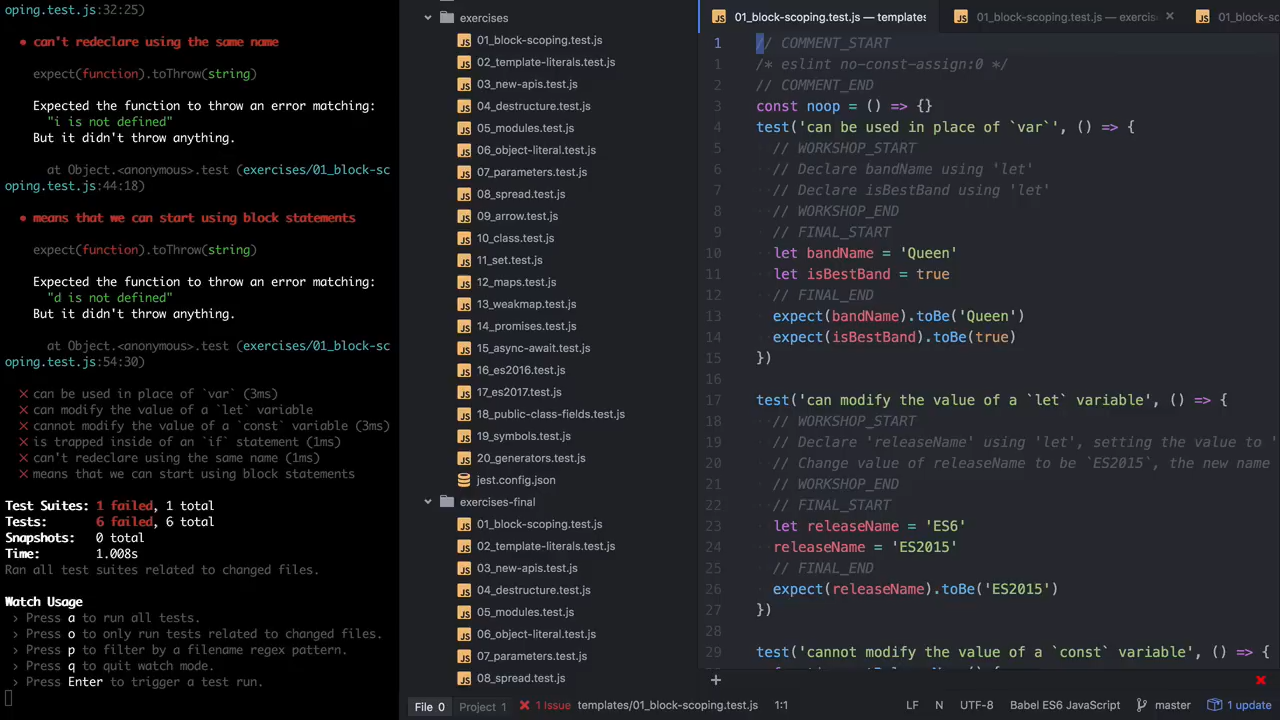 oping.test.js:32:25)
● can't redeclare using the same name
expect(function).toThrow(string)
Expected the function to throw an error matching:
"i is not defined"
But it didn't throw anything.
at Object.<anonymous>.test (exercises/01_block-sc
oping.test.js:44:18)
● means that we can start using block statements
expect(function).toThrow(string)
Expected the function to throw an error matching:
"d is not defined"
But it didn't throw anything.
at Object.<anonymous>.test (exercises/01_block-sc
oping.test.js:54:30)
✕ can be used in place of `var` (3ms)
✕ can modify the value of a `let` variable
✕ cannot modify the value of a `const` variable (3ms)
✕ is trapped inside of an `if` statement (1ms)
✕ can't redeclare using the same name (1ms)
✕ means that we can start using block statements
Test Suites: 1 failed, 1 total
Tests: 6 failed, 6 total
Snapshots: 0 total
Time: 1.008s
Ran all test suites related to changed files.
Watch Usage
› Press a to run all tests.
› Press o to only run tests related to changed files.
› Press p to filter by a filename regex pattern.
› Press q to quit watch mode.
› Press Enter to trigger a test run.
exercises
01_block-scoping.test.js
02_template-literals.test.js
03_new-apis.test.js
04_destructure.test.js
05_modules.test.js
06_object-literal.test.js
07_parameters.test.js
08_spread.test.js
09_arrow.test.js
10_class.test.js
11_set.test.js
12_maps.test.js
13_weakmap.test.js
14_promises.test.js
15_async-await.test.js
16_es2016.test.js
17_es2017.test.js
18_public-class-fields.test.js
19_symbols.test.js
20_generators.test.js
jest.config.json
exercises-final
01_block-scoping.test.js
02_template-literals.test.js
03_new-apis.test.js
04_destructure.test.js
05_modules.test.js
06_object-literal.test.js
07_parameters.test.js
08_spread.test.js
01_block-scoping.test.js — templates
01_block-scoping.test.js — exercis
01_block-sc
1 // COMMENT_START
1 /* eslint no-const-assign:0 */
2 // COMMENT_END
3 const noop = () => {}
4 test('can be used in place of `var`', () => {
5 // WORKSHOP_START
6 // Declare bandName using 'let'
7 // Declare isBestBand using 'let'
8 // WORKSHOP_END
9 // FINAL_START
10 let bandName = 'Queen'
11 let isBestBand = true
12 // FINAL_END
13 expect(bandName).toBe('Queen')
14 expect(isBestBand).toBe(true)
15 })
16
17 test('can modify the value of a `let` variable', () => {
18 // WORKSHOP_START
19 // Declare 'releaseName' using 'let', setting the value to '
20 // Change value of releaseName to be `ES2015`, the new name
21 // WORKSHOP_END
22 // FINAL_START
23 let releaseName = 'ES6'
24 releaseName = 'ES2015'
25 // FINAL_END
26 expect(releaseName).toBe('ES2015')
27 })
28
29 test('cannot modify the value of a `const` variable', () => {
File 0 Project 1 1 Issue templates/01_block-scoping.test.js 1:1 LF N UTF-8 Babel ES6 JavaScript master 1 update